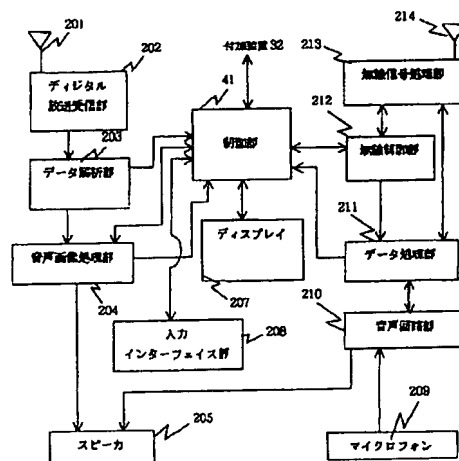 201
202
ディジタル
放送受信部
203
データ解析部
音声画像処理部
204
205
スピーカ
付加装置32
41
制御部
ディスプレイ
207
入力
インターフェイス部
208
214
213
無線信号処理部
212
無線制御部
211
データ処理部
210
音声回路部
209
マイクロフォン